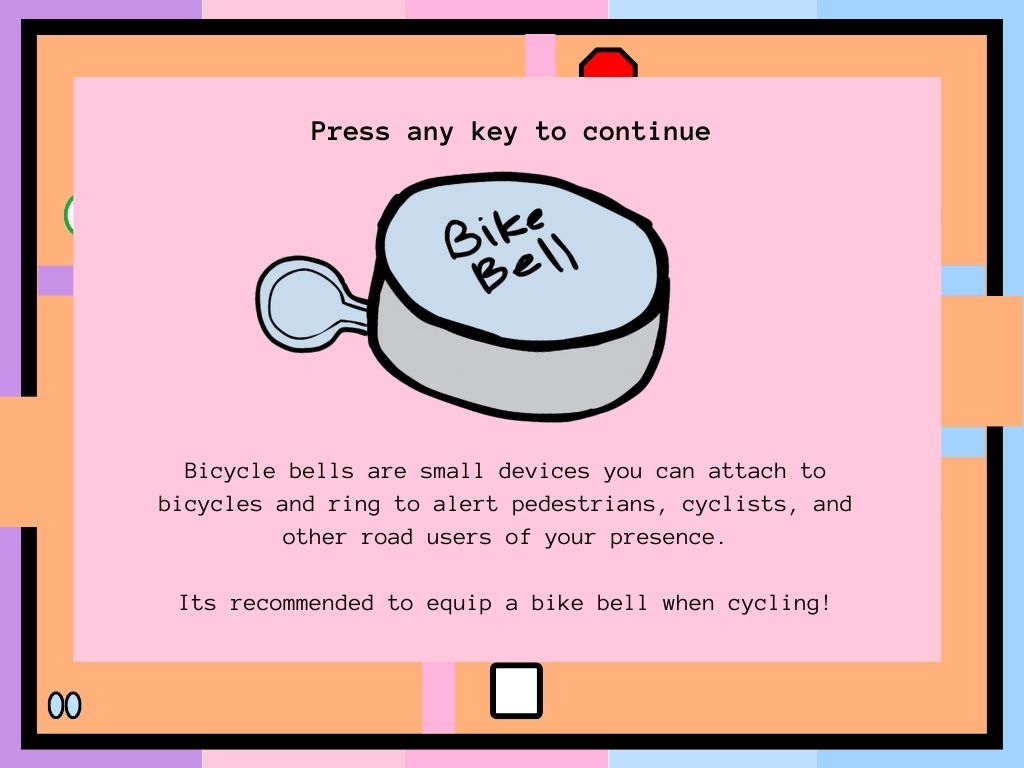 Press any key to continue
Bike
Bell
Bicycle bells are small devices you can attach to
bicycles and ring to alert pedestrians, cyclists, and
other road users of your presence.
Its recommended to equip a bike bell when cycling!